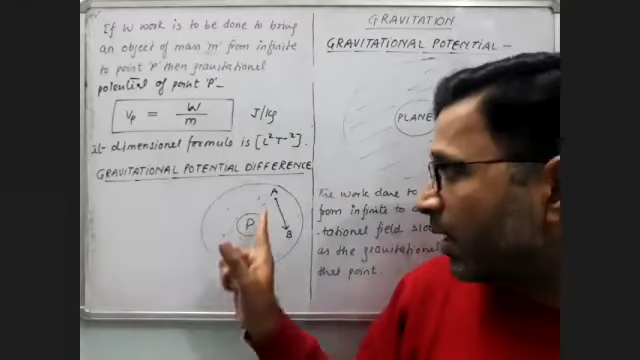 If W work is to be done to bring
an object of mass 'm' from infinite
to point 'P' then gravitational
potential of point 'P'-
Vp = W/m J/kg
It- dimensional formule is [L²T⁻²].
GRAVITATIONAL POTENTIAL DIFFERENCE
A
P
B
GRAVITATION
GRAVITATIONAL POTENTIAL -
PLANE
The work done to
from infinite to
-tational field
as the gravitational
that point.